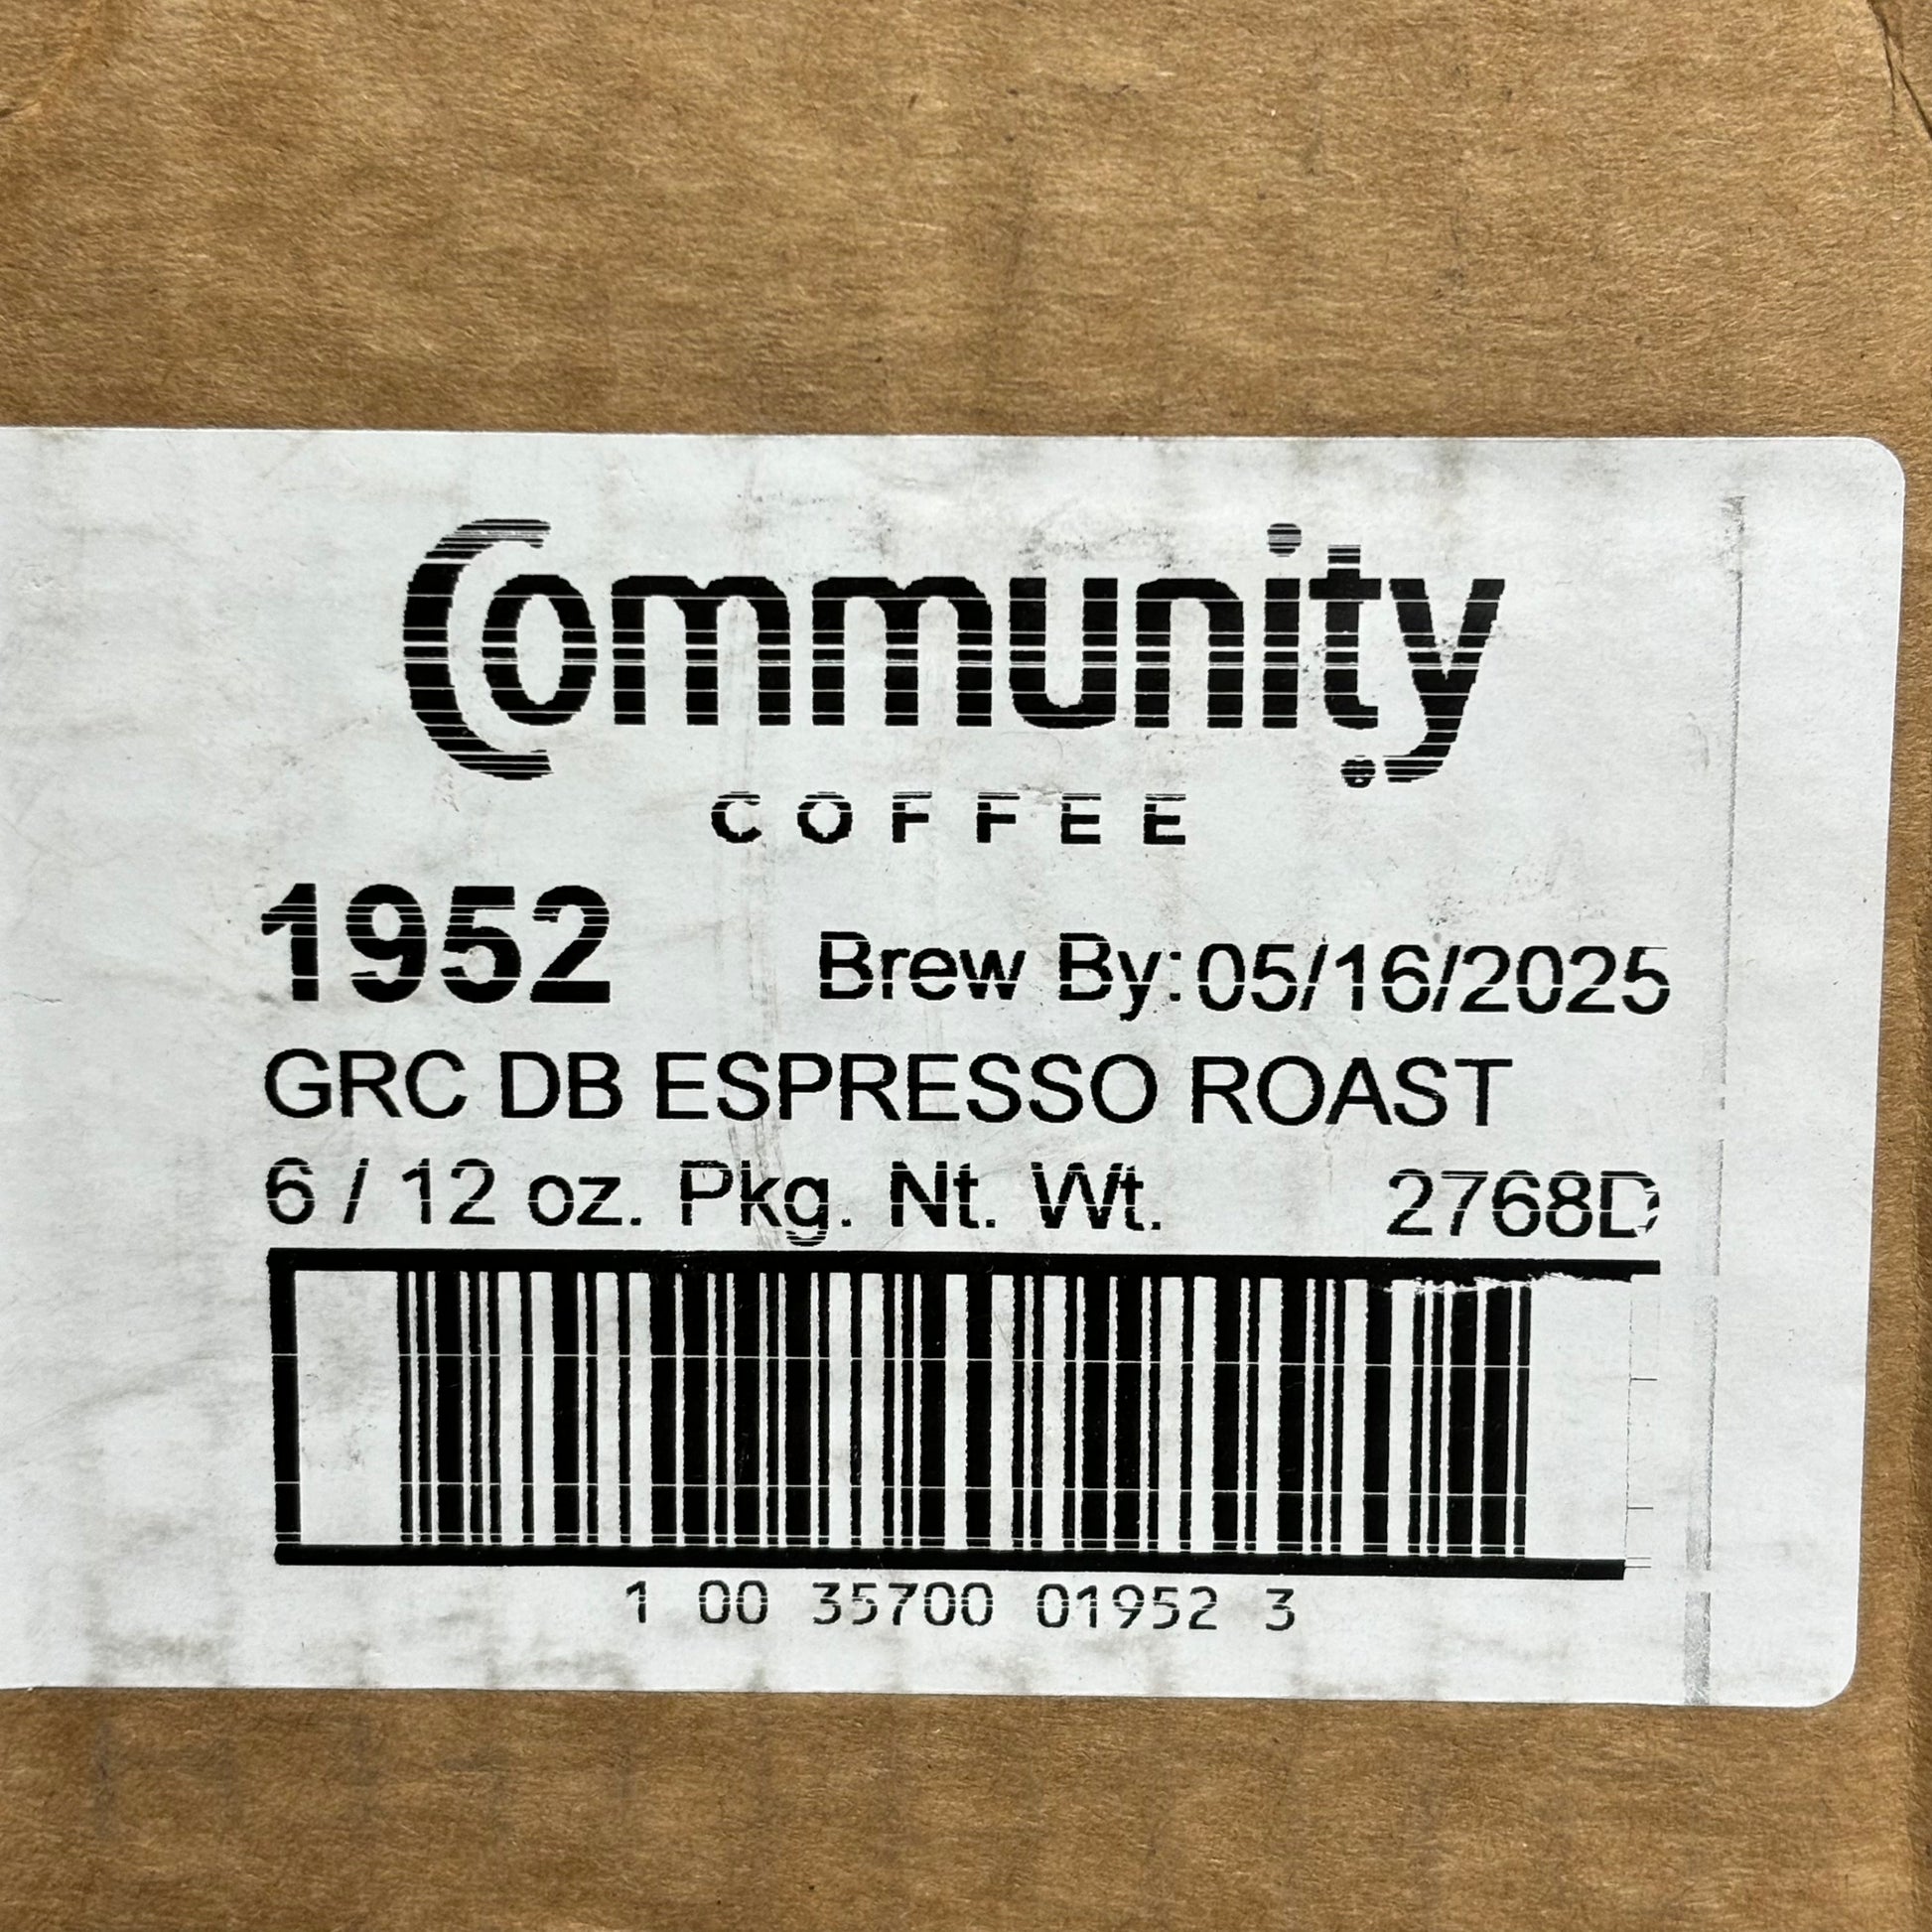 Community
COFFEE
1952 Brew By: 05/16/2025
GRC DB ESPRESSO ROAST
6 / 12 oz. Pkg. Nt. Wt. 2768D
1 00 35700 01952 3